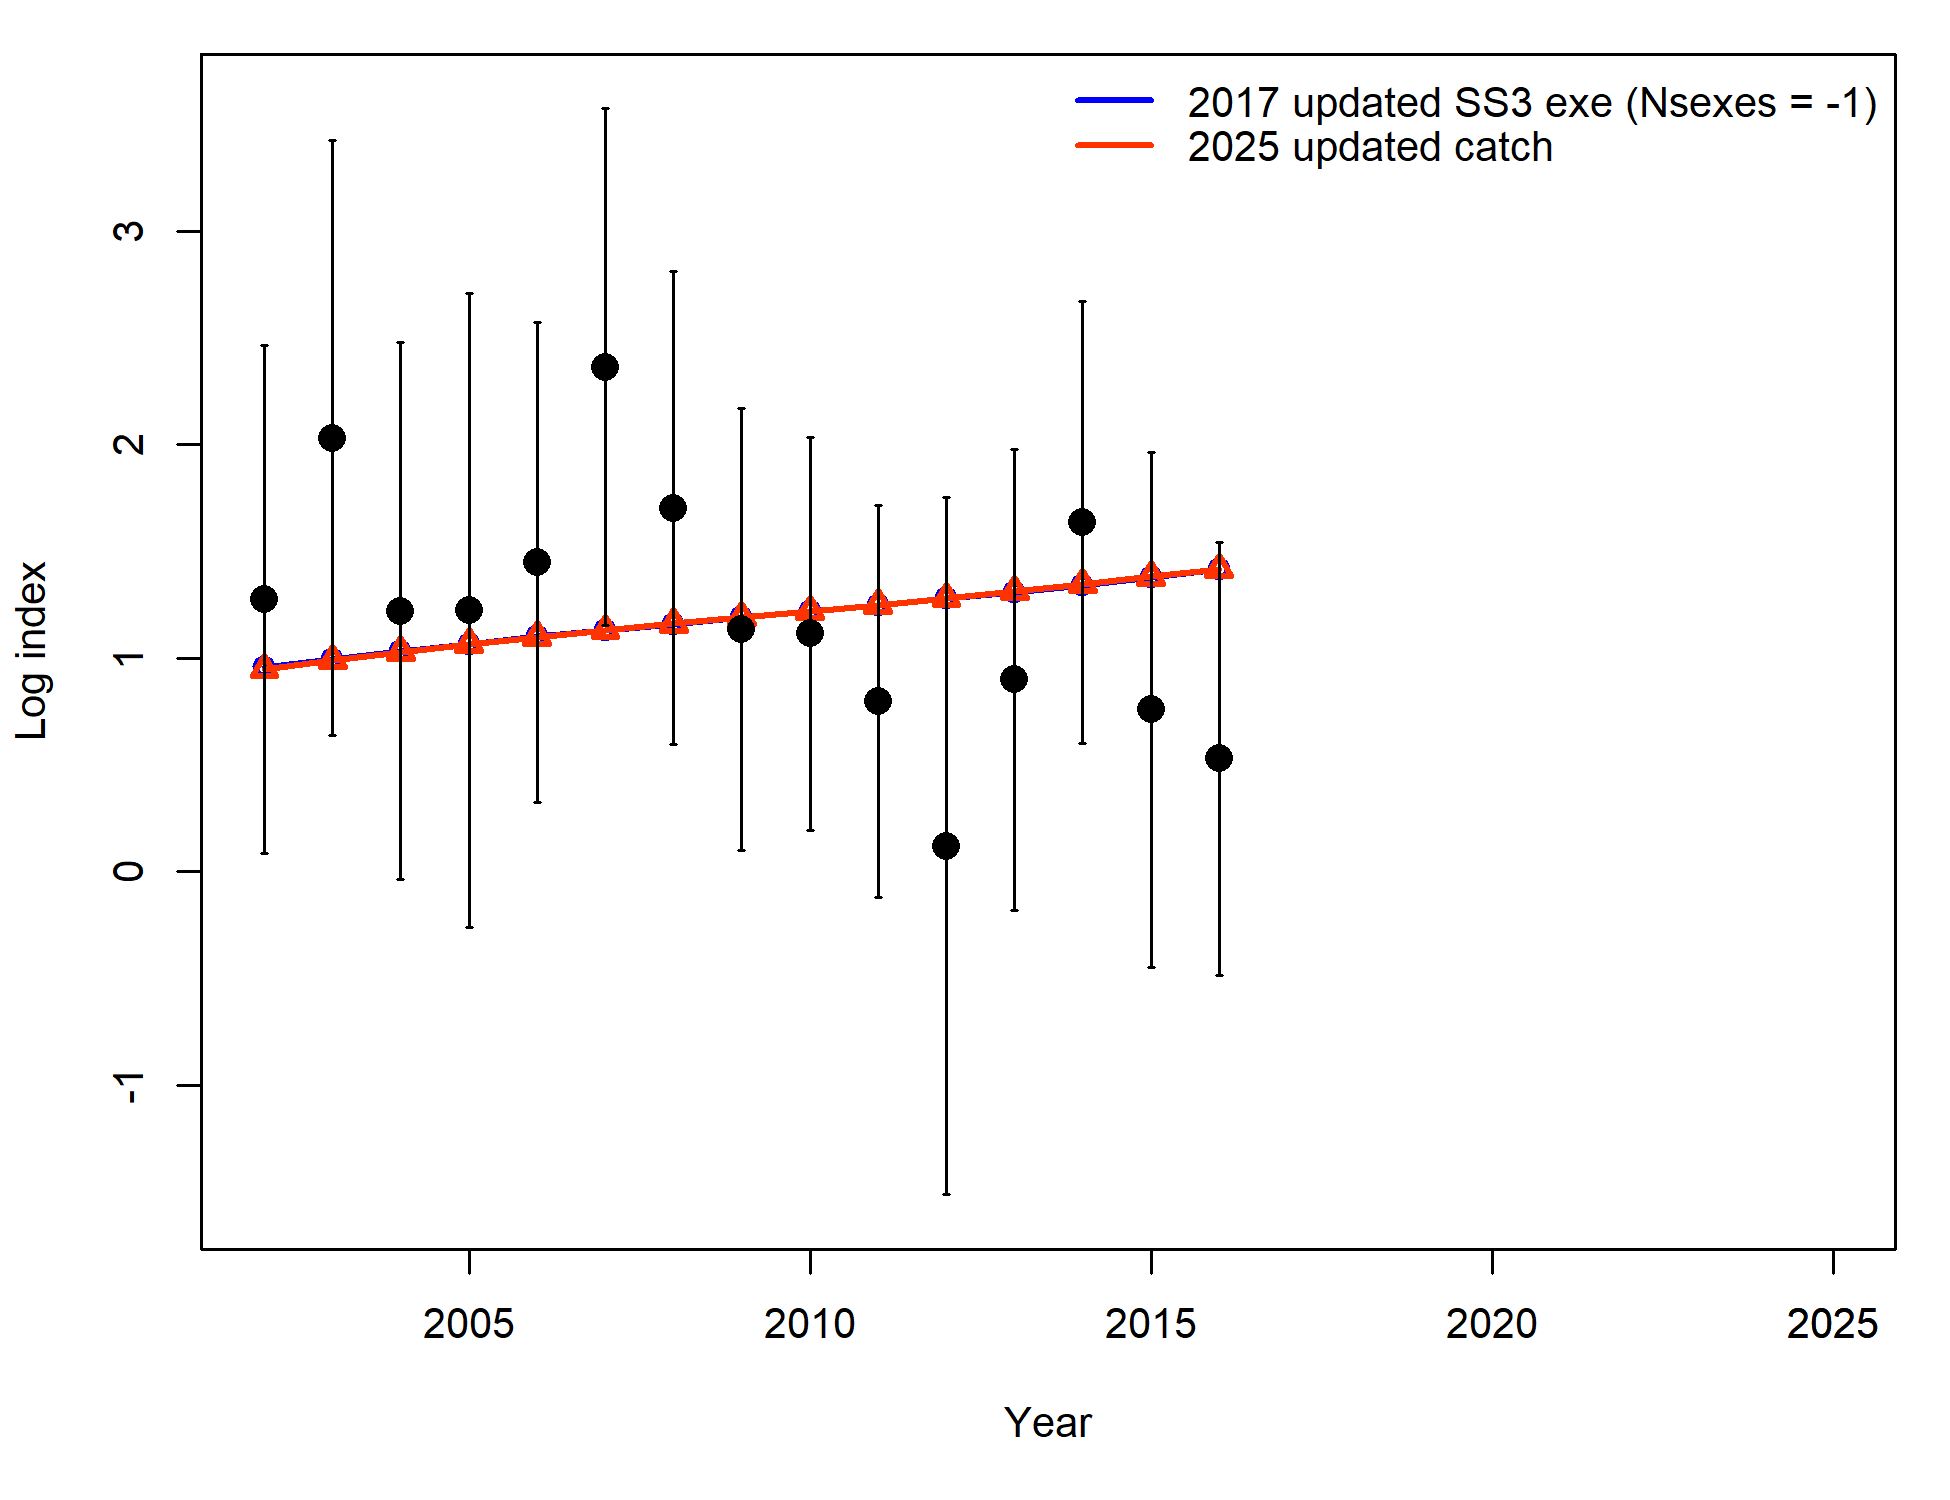 2017 updated SS3 exe (Nsexes = -1)
2025 updated catch
Log index
3
2
1
0
-1
2005 2010 2015 2020 2025
Year